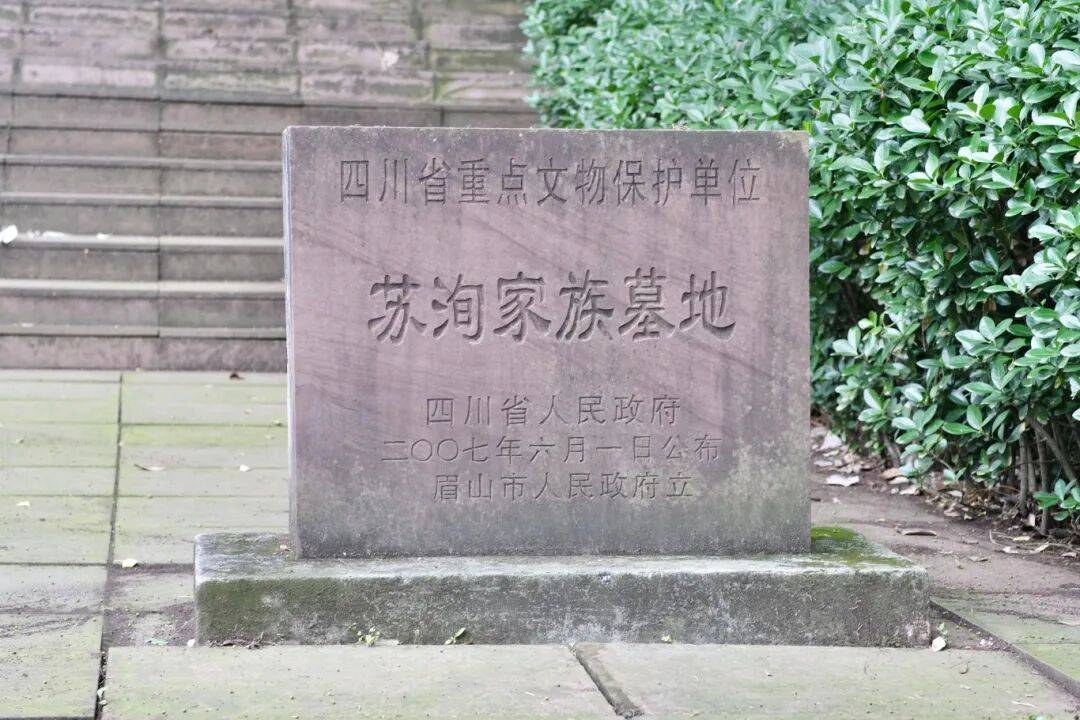 四川省重点文物保护单位
苏洵家族墓地
四川省人民政府
二〇〇七年六月一日公布
眉山市人民政府立